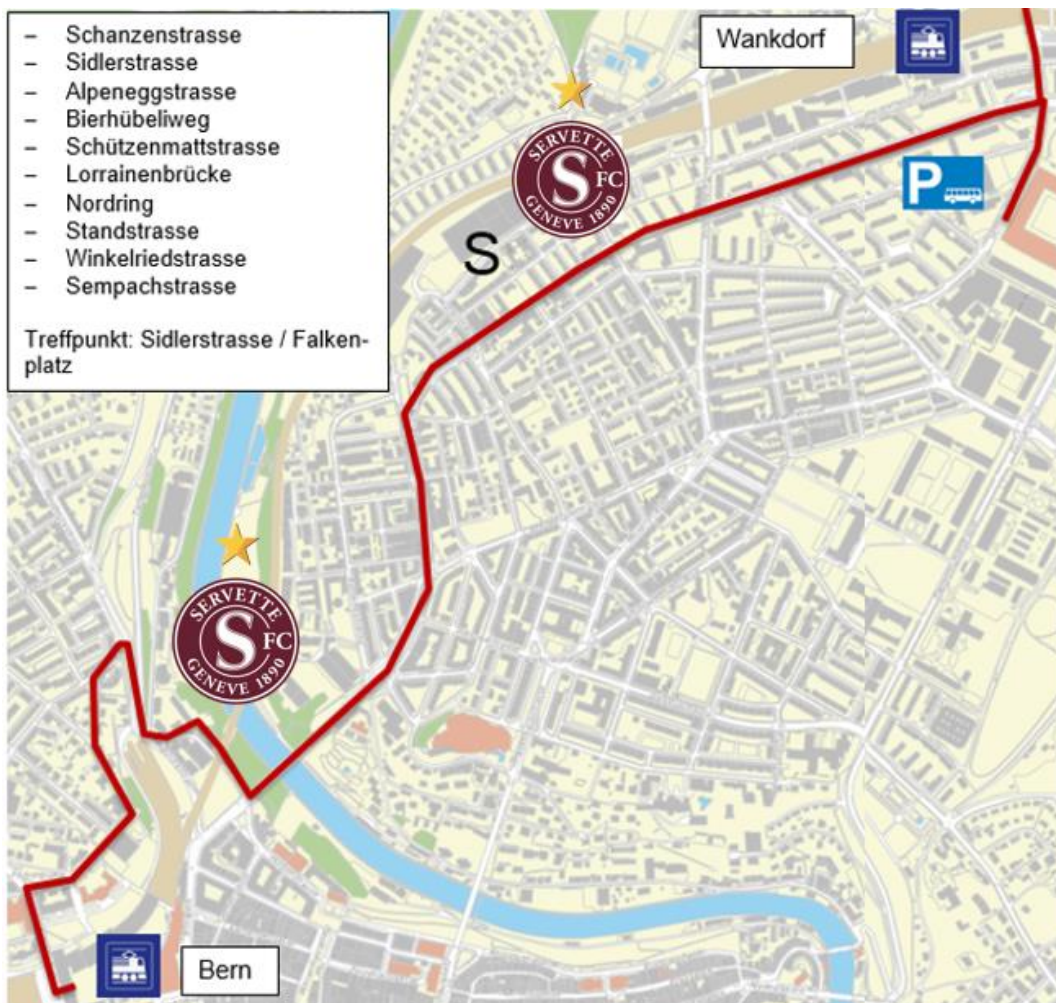 – Schanzenstrasse
– Sidlerstrasse
– Alpeneggstrasse
– Bierhübeliweg
– Schützenmattstrasse
– Lorrainenbrücke
– Nordring
– Standstrasse
– Winkelriedstrasse
– Sempachstrasse
Treffpunkt: Sidlerstrasse / Falken-
platz
Wankdorf
SERVETTE
S FC
GENEVE 1890
P
S
SERVETTE
S FC
GENEVE 1890
Bern